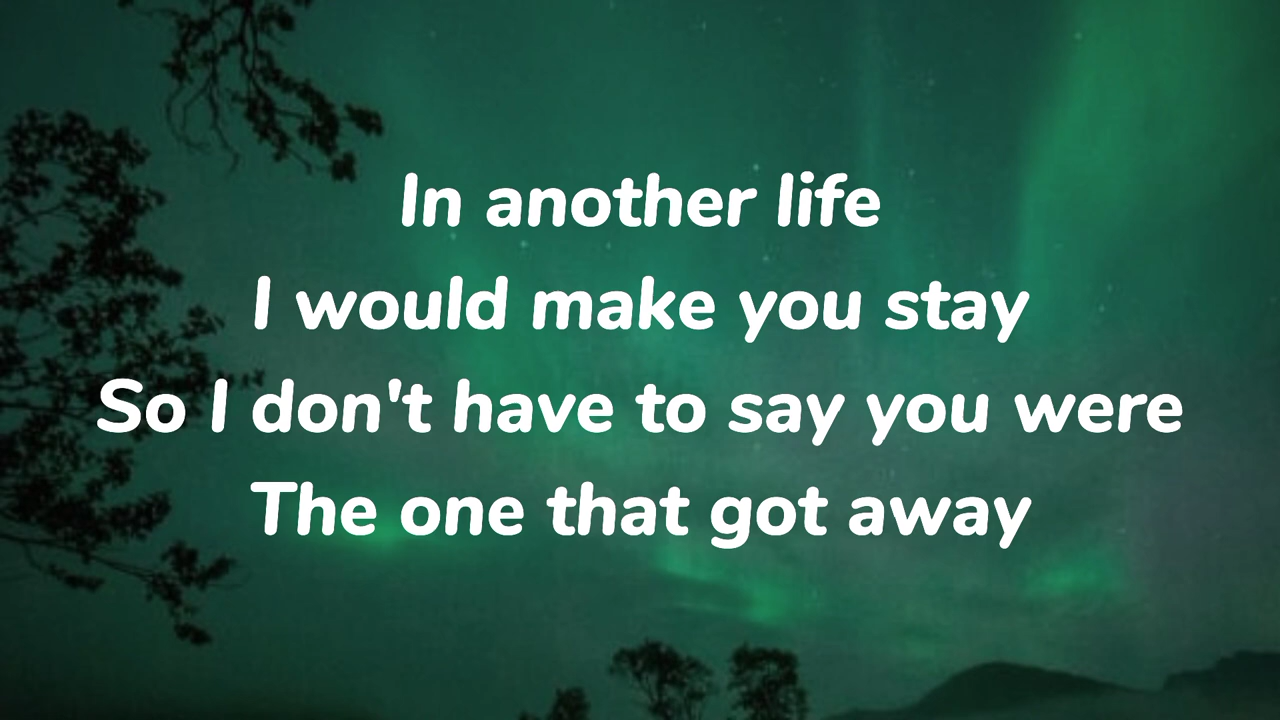 In another life
I would make you stay
So I don't have to say you were
The one that got away